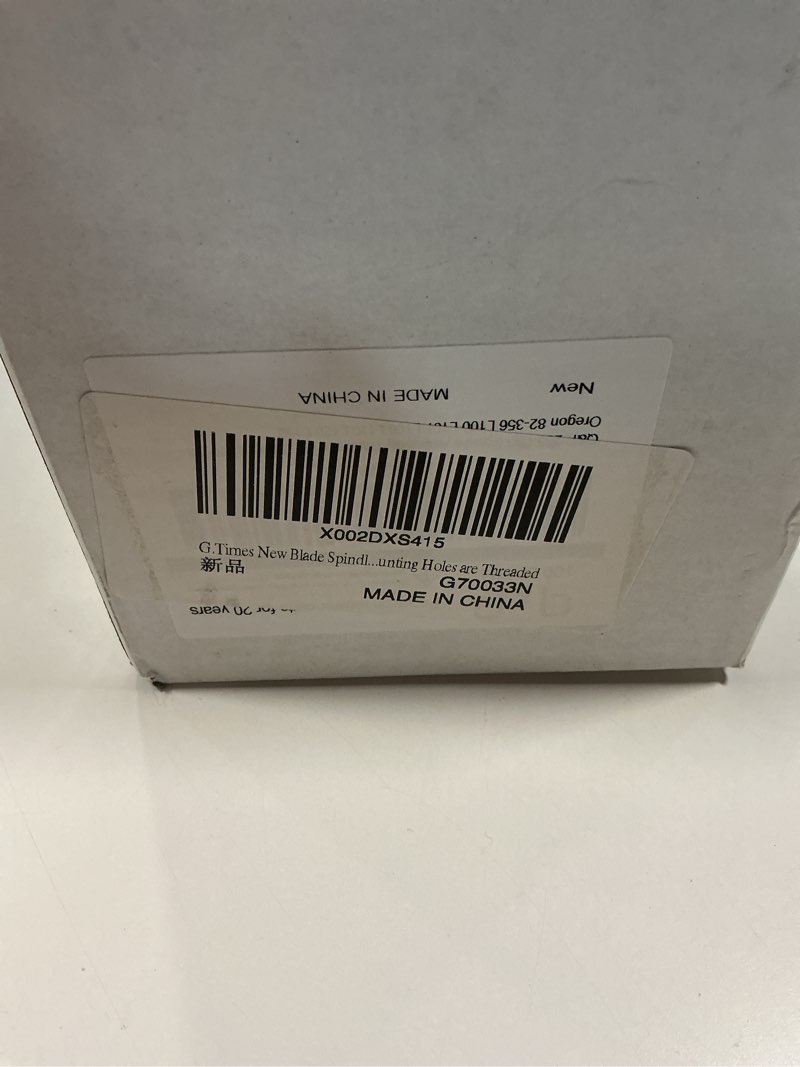 X002DXS415
G.Times New Blade Spindl...unting Holes are Threaded
新品
G70033N
MADE IN CHINA
New
MADE IN CHINA
Oregon 82-356 L100
for 20 years